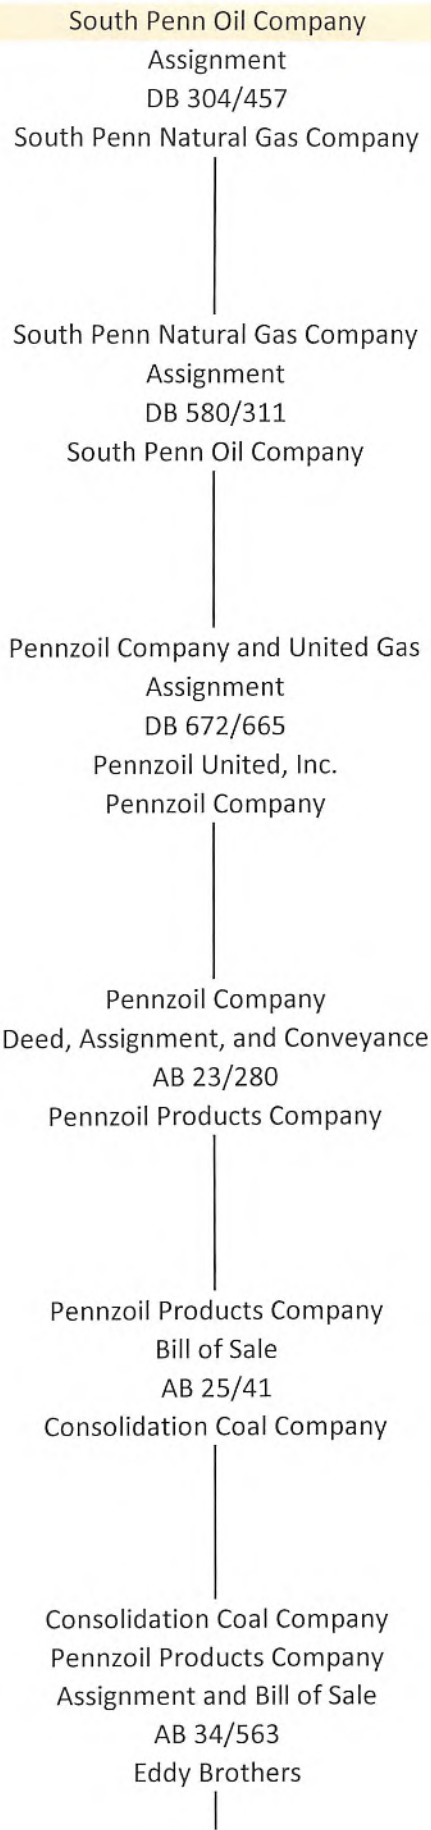 South Penn Oil Company
Assignment
DB 304/457
South Penn Natural Gas Company
South Penn Natural Gas Company
Assignment
DB 580/311
South Penn Oil Company
Pennzoil Company and United Gas
Assignment
DB 672/665
Pennzoil United, Inc.
Pennzoil Company
Pennzoil Company
Deed, Assignment, and Conveyance
AB 23/280
Pennzoil Products Company
Pennzoil Products Company
Bill of Sale
AB 25/41
Consolidation Coal Company
Consolidation Coal Company
Pennzoil Products Company
Assignment and Bill of Sale
AB 34/563
Eddy Brothers